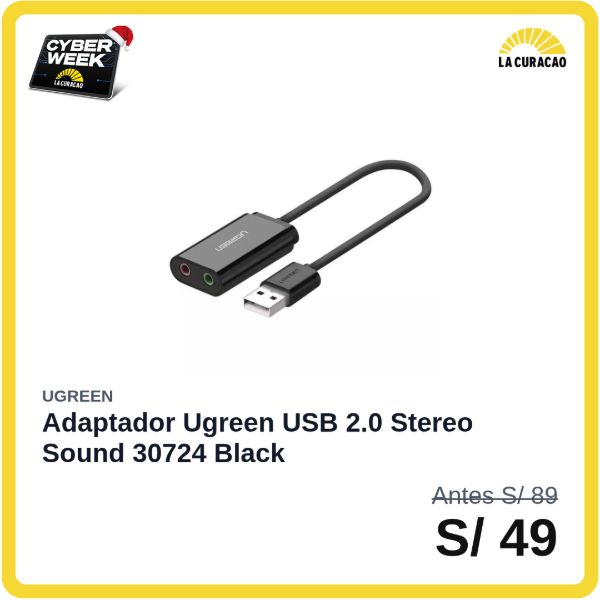 CYBER
WEEK
LA CURACAO
LA CURACAO
UGREEN
UGREEN
UGREEN
Adaptador Ugreen USB 2.0 Stereo
Sound 30724 Black
Antes S/ 89
S/ 49